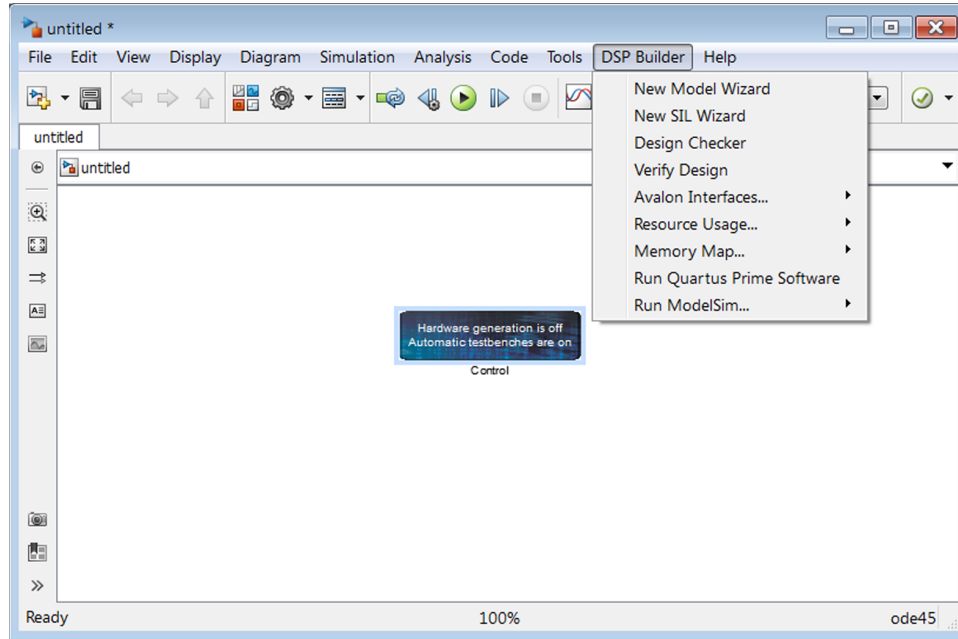 untitled *
File Edit View Display Diagram Simulation Analysis Code Tools DSP Builder Help
New Model Wizard
New SIL Wizard
Design Checker
Verify Design
Avalon Interfaces...
Resource Usage...
Memory Map...
Run Quartus Prime Software
Run ModelSim...
untitled
untitled
Hardware generation is off
Automatic testbenches are on
Control
Ready 100% ode45